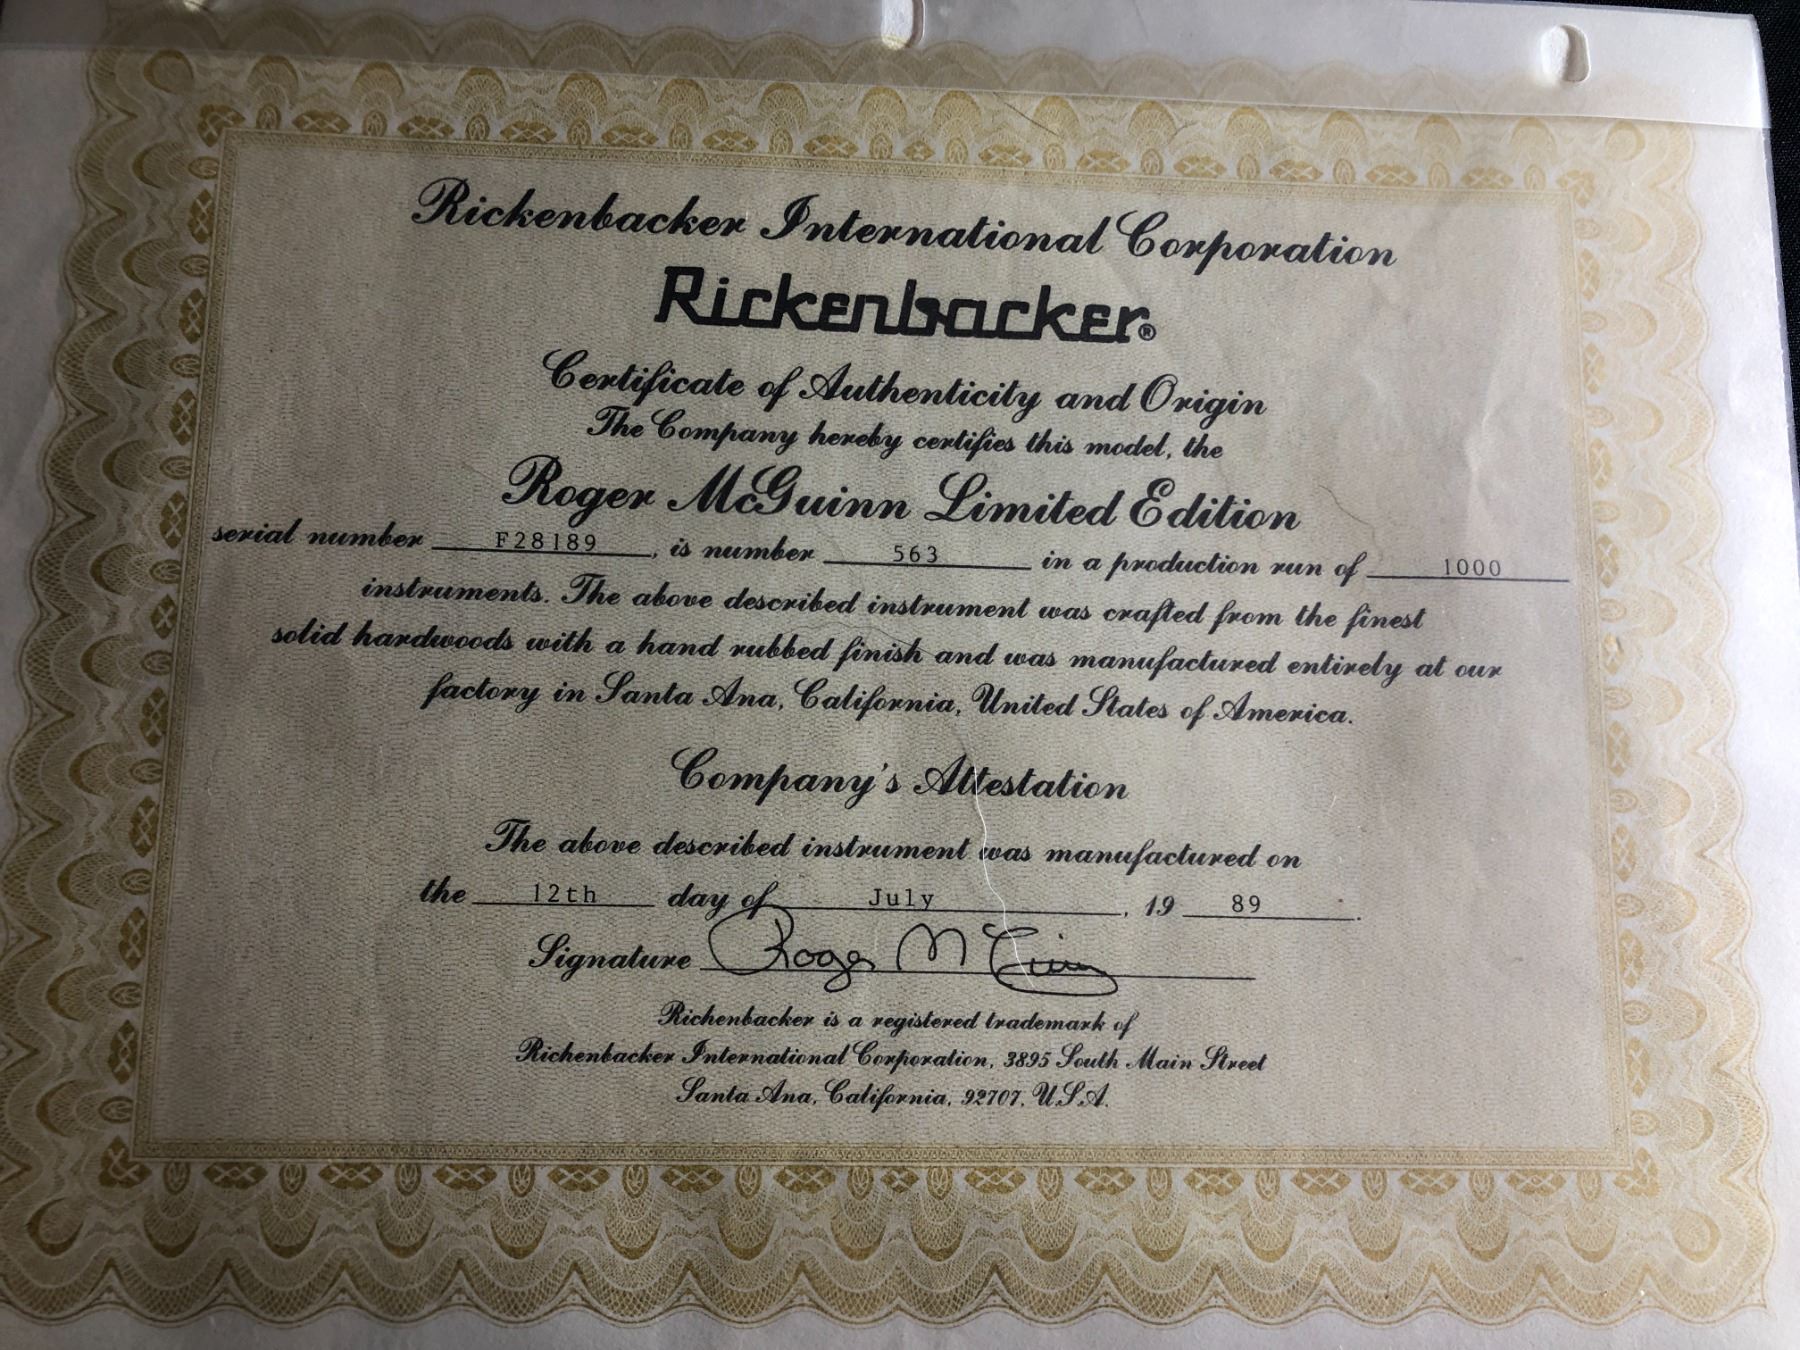 Rickenbacker International Corporation
Rickenbacker®
Certificate of Authenticity and Origin
The Company hereby certifies this model, the
Roger McGuinn Limited Edition
serial number F28189, is number 563 in a production run of 1000
instruments. The above described instrument was crafted from the finest
solid hardwoods with a hand rubbed finish and was manufactured entirely at our
factory in Santa Ana, California, United States of America.
Company's Attestation
The above described instrument was manufactured on
the 12th day of July, 19 89.
Signature Roger McGuinn
Rickenbacker is a registered trademark of
Rickenbacker International Corporation, 3895 South Main Street
Santa Ana, California, 92707, U.S.A.